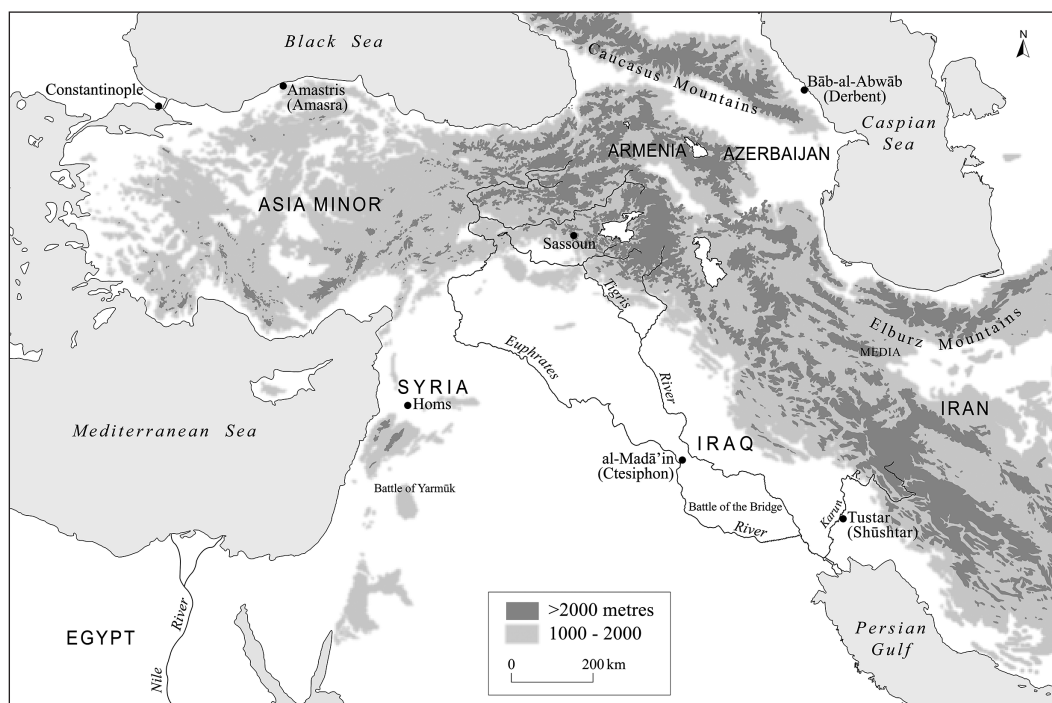 N
Black Sea
Caucasus Mountains
Constantinople
Amastris
(Amasra)
Bāb-al-Abwāb
(Derbent)
Caspian
Sea
ARMENIA
AZERBAIJAN
ASIA MINOR
Sassoun
Tigris
River
Elburz Mountains
MEDIA
Euphrates
River
SYRIA
Homs
IRAN
Mediterranean Sea
IRAQ
al-Madā'in
(Ctesiphon)
Battle of Yarmūk
Battle of the Bridge
Karun R.
Tustar
(Shūshtar)
>2000 metres
1000 - 2000
0 200 km
EGYPT
Nile River
Persian
Gulf